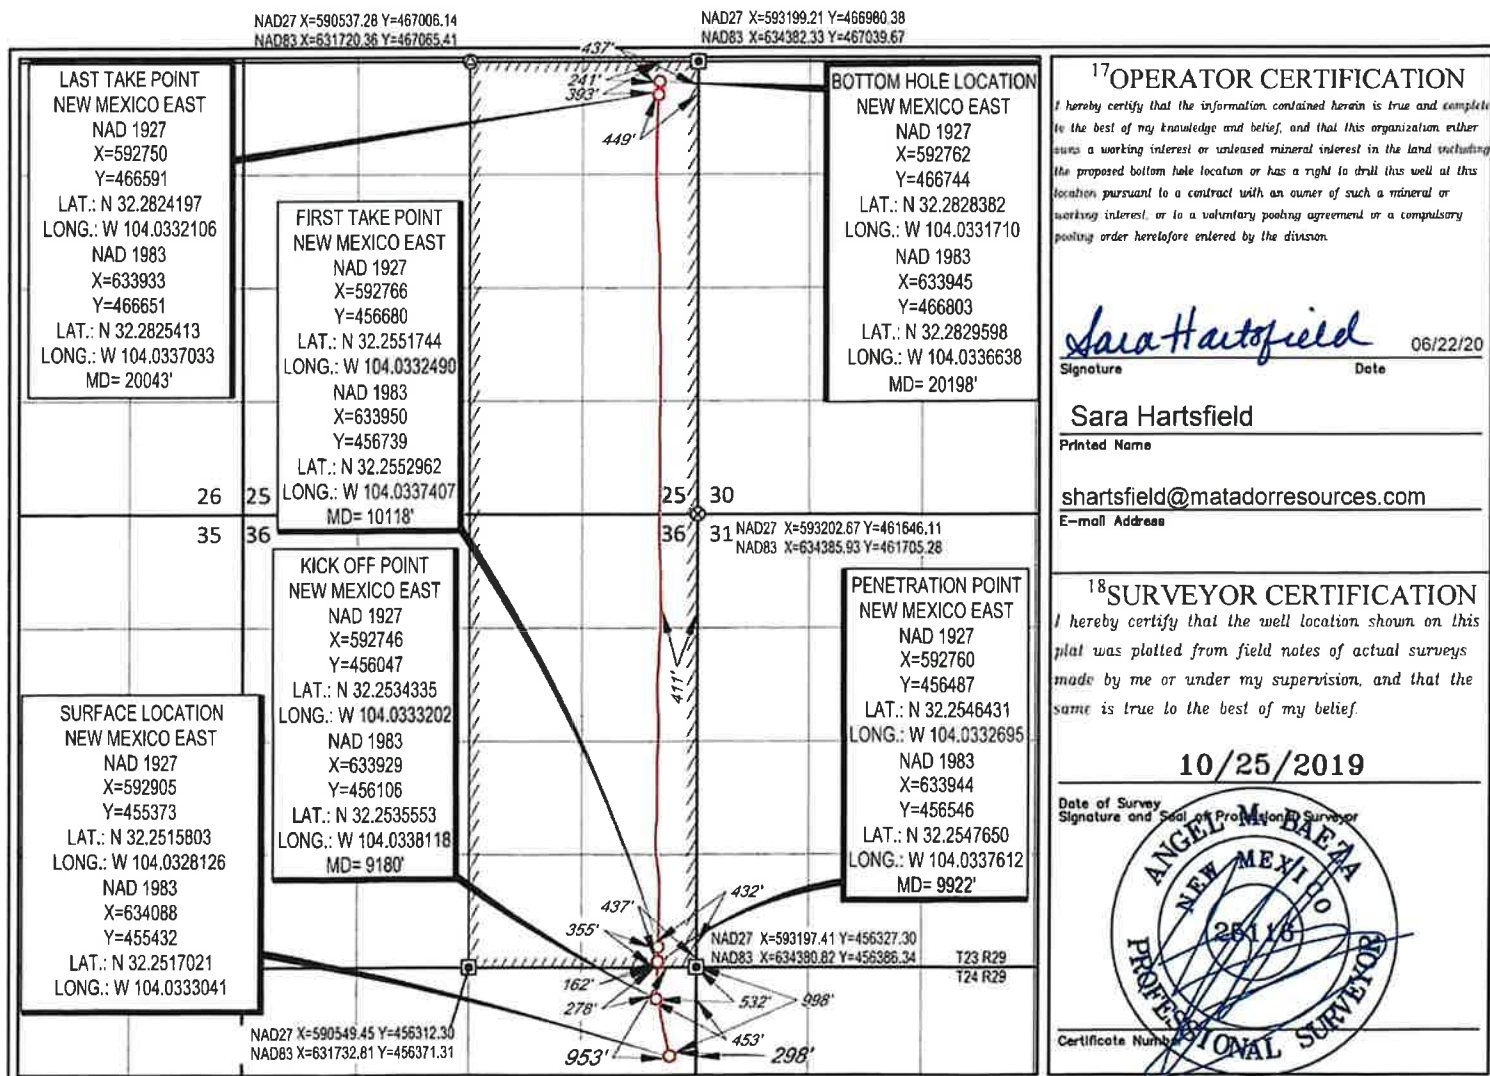 NAD27 X=590537.28 Y=467006.14
NAD83 X=631720.36 Y=467065.41
NAD27 X=593199.21 Y=466980.38
NAD83 X=634382.33 Y=467039.67
437'
241'
393'
449'
LAST TAKE POINT
NEW MEXICO EAST
NAD 1927
X=592750
Y=466591
LAT.: N 32.2824197
LONG.: W 104.0332106
NAD 1983
X=633933
Y=466651
LAT.: N 32.2825413
LONG.: W 104.0337033
MD= 20043'
FIRST TAKE POINT
NEW MEXICO EAST
NAD 1927
X=592766
Y=456680
LAT.: N 32.2551744
LONG.: W 104.0332490
NAD 1983
X=633950
Y=456739
LAT.: N 32.2552962
LONG.: W 104.0337407
MD= 10118'
BOTTOM HOLE LOCATION
NEW MEXICO EAST
NAD 1927
X=592762
Y=466744
LAT.: N 32.2828382
LONG.: W 104.0331710
NAD 1983
X=633945
Y=466803
LAT.: N 32.2829598
LONG.: W 104.0336638
MD= 20198'
26 25
35 36
25 30
36 31
NAD27 X=593202.67 Y=461646.11
NAD83 X=634385.93 Y=461705.28
KICK OFF POINT
NEW MEXICO EAST
NAD 1927
X=592746
Y=456047
LAT.: N 32.2534335
LONG.: W 104.0333202
NAD 1983
X=633929
Y=456106
LAT.: N 32.2535553
LONG.: W 104.0338118
MD= 9180'
411'
PENETRATION POINT
NEW MEXICO EAST
NAD 1927
X=592760
Y=456487
LAT.: N 32.2546431
LONG.: W 104.0332695
NAD 1983
X=633944
Y=456546
LAT.: N 32.2547650
LONG.: W 104.0337612
MD= 9922'
SURFACE LOCATION
NEW MEXICO EAST
NAD 1927
X=592905
Y=455373
LAT.: N 32.2515803
LONG.: W 104.0328126
NAD 1983
X=634088
Y=455432
LAT.: N 32.2517021
LONG.: W 104.0333041
437'
432'
355'
NAD27 X=593197.41 Y=456327.30
NAD83 X=634380.82 Y=456386.34
T23 R29
T24 R29
162'
278'
532'
998'
453'
953'
298'
NAD27 X=590549.45 Y=456312.30
NAD83 X=631732.81 Y=456371.31
17 OPERATOR CERTIFICATION
I hereby certify that the information contained herein is true and complete
to the best of my knowledge and belief, and that this organization either
owns a working interest or unleased mineral interest in the land including
the proposed bottom hole location or has a right to drill this well at this
location pursuant to a contract with an owner of such a mineral or
working interest, or to a voluntary pooling agreement or a compulsory
pooling order heretofore entered by the division.
Sara Hartsfield 06/22/20
Signature Date
Sara Hartsfield
Printed Name
shartsfield@matadorresources.com
E-mail Address
18 SURVEYOR CERTIFICATION
I hereby certify that the well location shown on this
plat was plotted from field notes of actual surveys
made by me or under my supervision, and that the
same is true to the best of my belief.
10/25/2019
Date of Survey
Signature and Seal of Professional Surveyor
ANGEL M. BAEZA
NEW MEXICO
25116
PROFESSIONAL SURVEYOR
Certificate Number